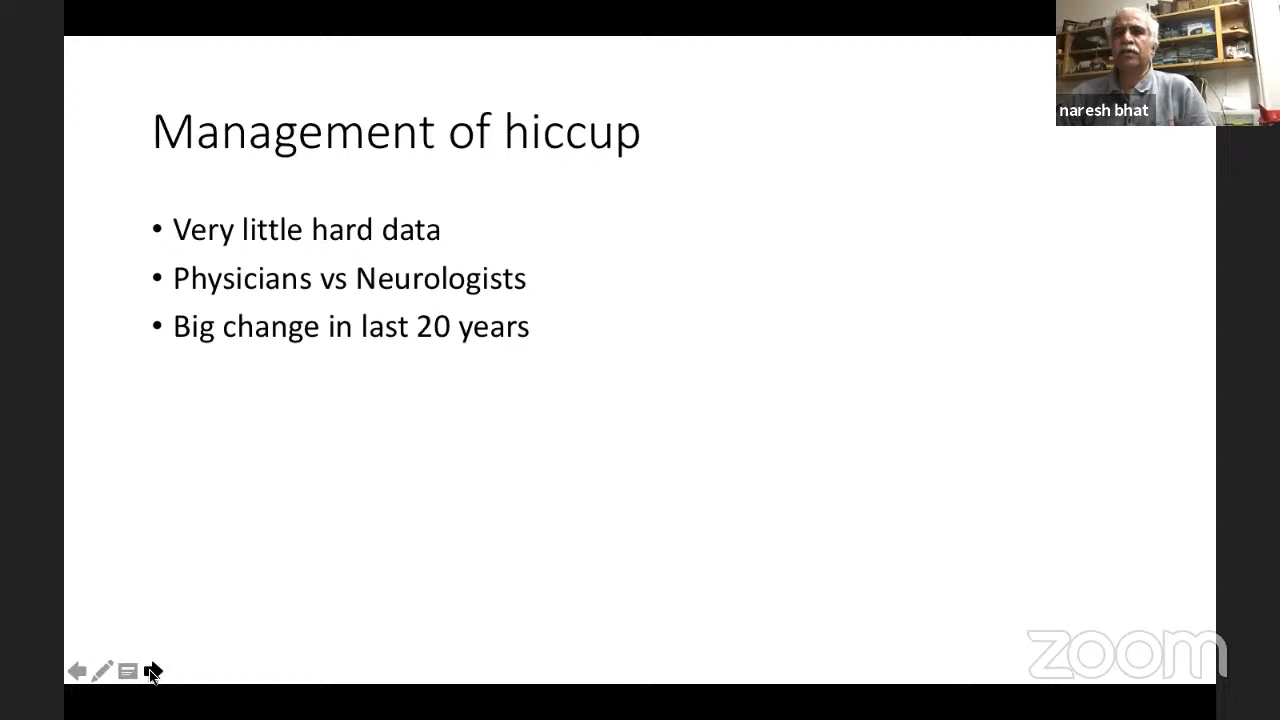 naresh bhat
Management of hiccup
• Very little hard data
• Physicians vs Neurologists
• Big change in last 20 years
zoom